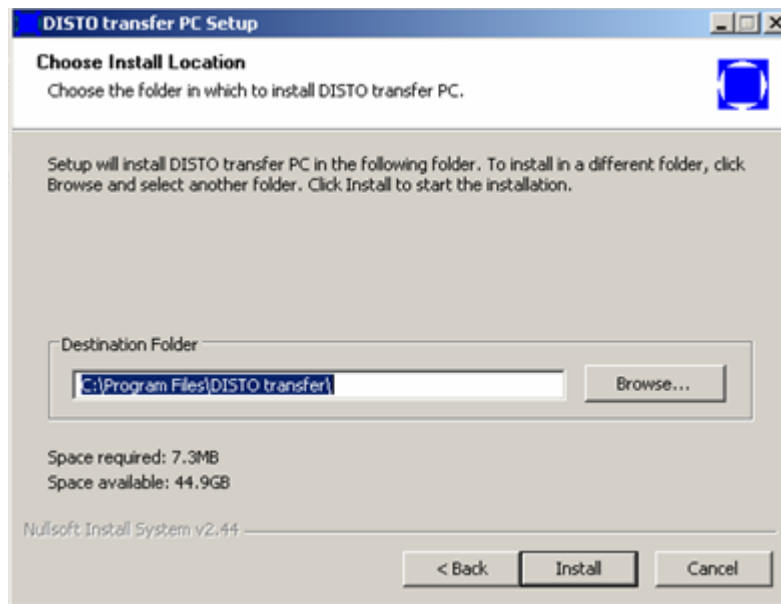 DISTO transfer PC Setup
Choose Install Location
Choose the folder in which to install DISTO transfer PC.
Setup will install DISTO transfer PC in the following folder. To install in a different folder, click
Browse and select another folder. Click Install to start the installation.
Destination Folder
C:\Program Files\DISTO transfer\
Browse...
Space required: 7.3MB
Space available: 44.9GB
Nullsoft Install System v2.44
< Back
Install
Cancel